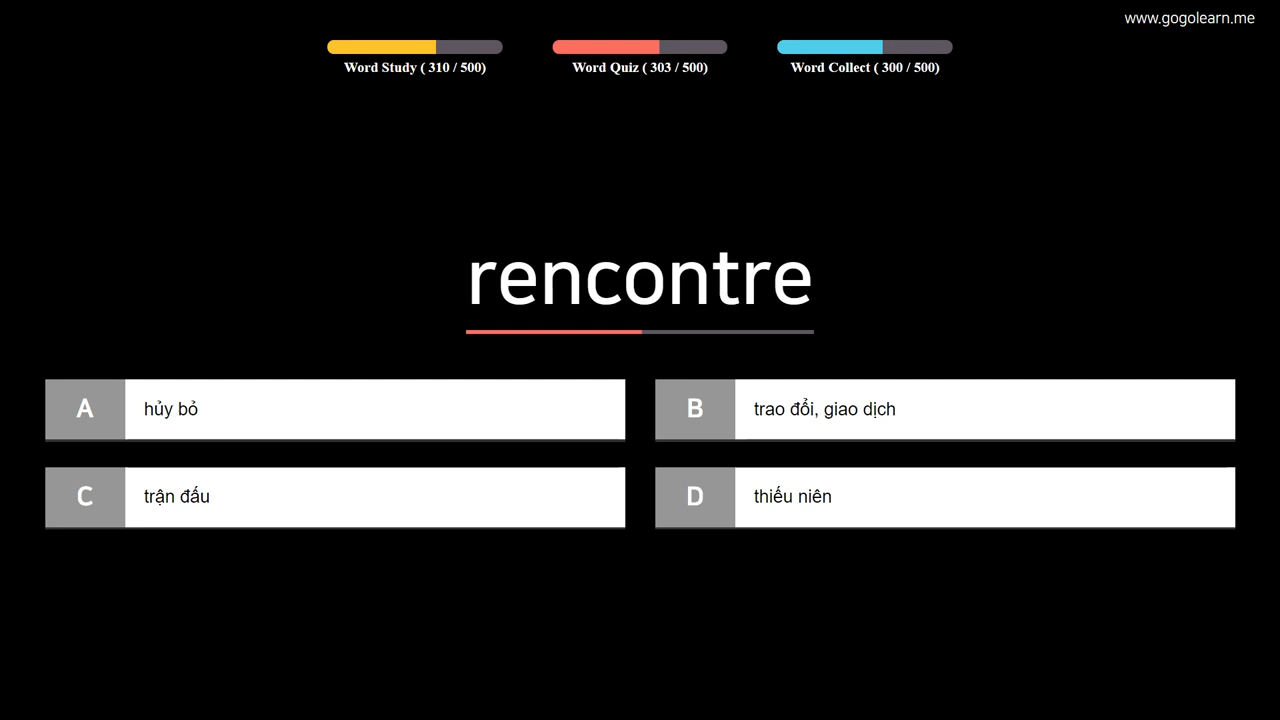 www.gogolearn.me
Word Study ( 310 / 500)
Word Quiz ( 303 / 500)
Word Collect ( 300 / 500)
rencontre
A hủy bỏ
B trao đổi, giao dịch
C trận đấu
D thiếu niên